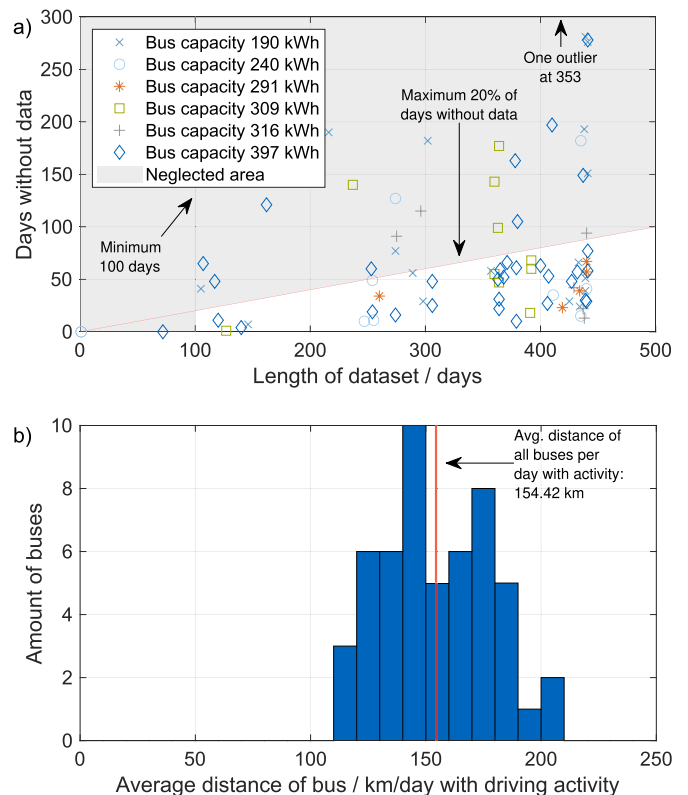 a)
300
250
200
150
100
50
0
Days without data
Bus capacity 190 kWh
Bus capacity 240 kWh
Bus capacity 291 kWh
Bus capacity 309 kWh
Bus capacity 316 kWh
Bus capacity 397 kWh
Neglected area
One outlier
at 353
Maximum 20% of
days without data
Minimum
100 days
0
100
200
300
400
500
Length of dataset / days
b)
10
8
6
4
2
0
Amount of buses
Avg. distance of
all buses per
day with activity:
154.42 km
0
50
100
150
200
250
Average distance of bus / km/day with driving activity